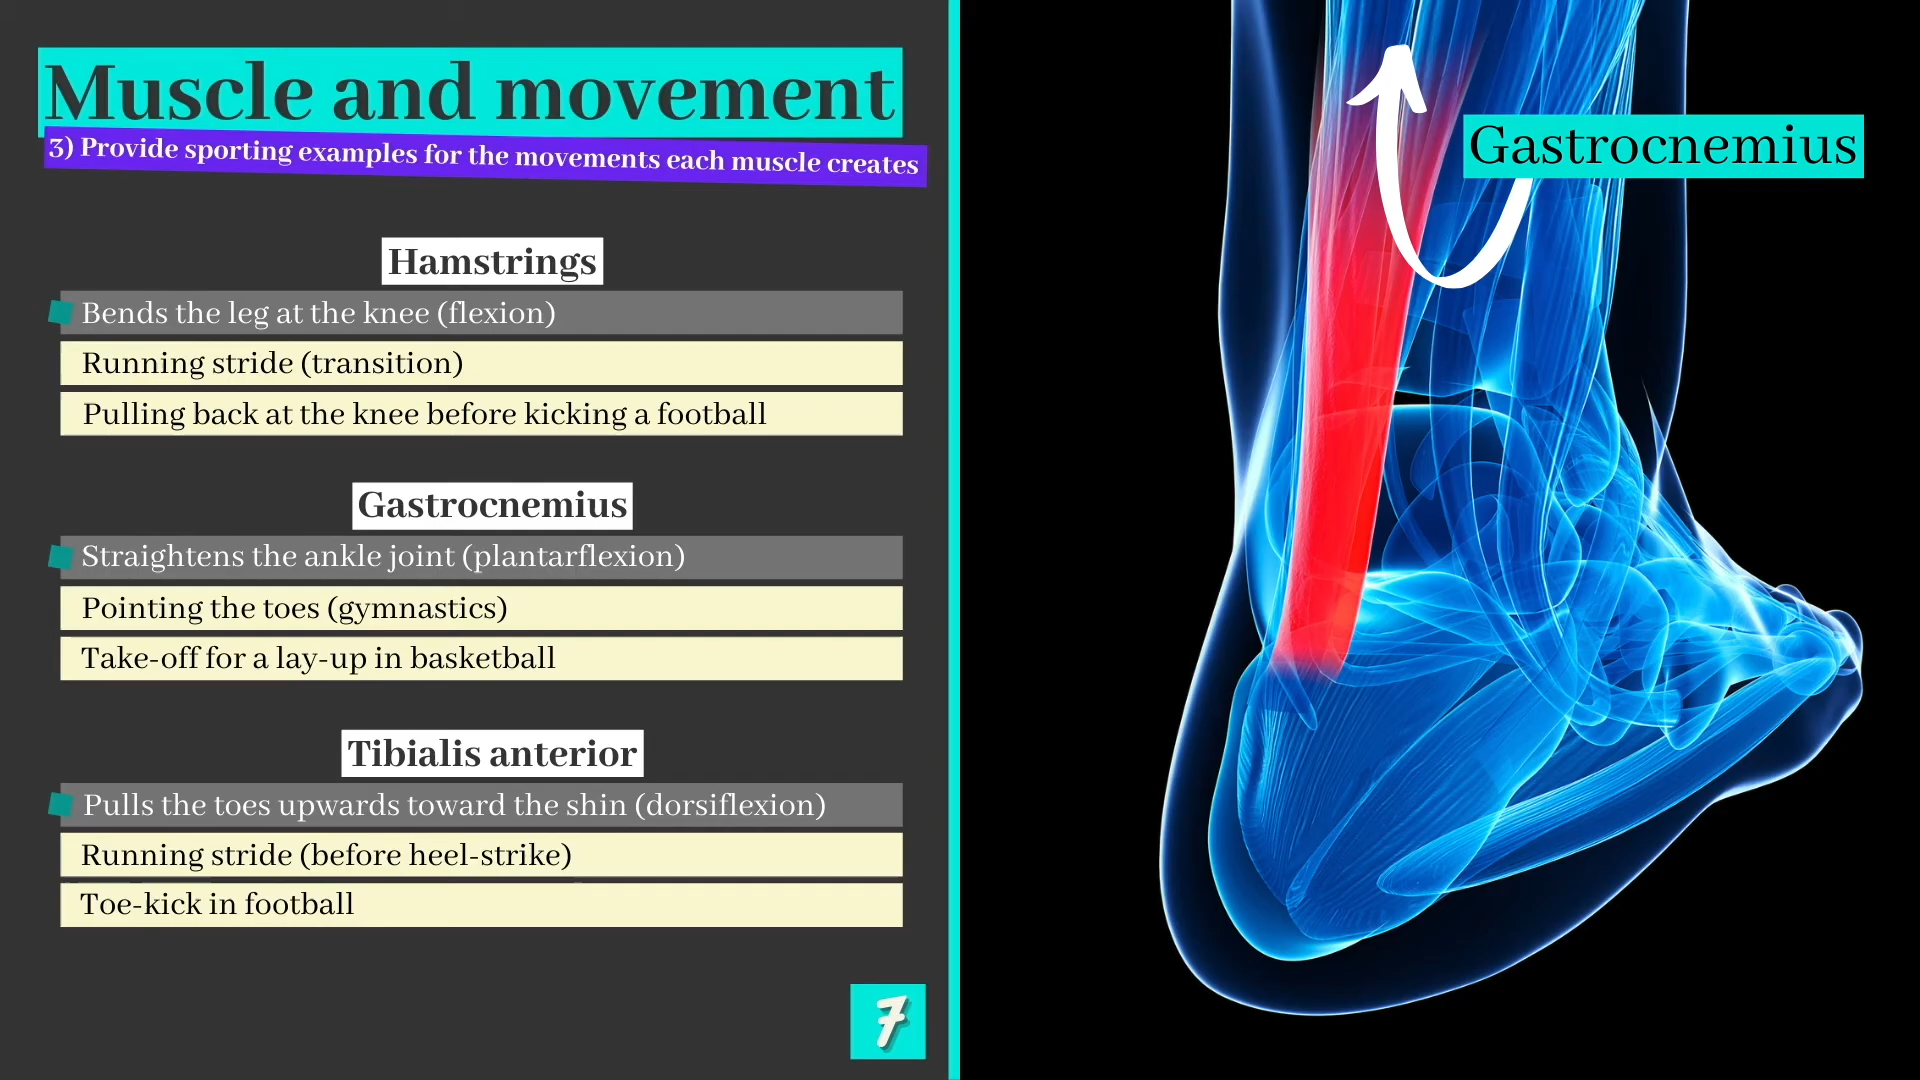 Muscle and movement
3) Provide sporting examples for the movements each muscle creates
Hamstrings
Bends the leg at the knee (flexion)
Running stride (transition)
Pulling back at the knee before kicking a football
Gastrocnemius
Straightens the ankle joint (plantarflexion)
Pointing the toes (gymnastics)
Take-off for a lay-up in basketball
Tibialis anterior
Pulls the toes upwards toward the shin (dorsiflexion)
Running stride (before heel-strike)
Toe-kick in football
7
Gastrocnemius